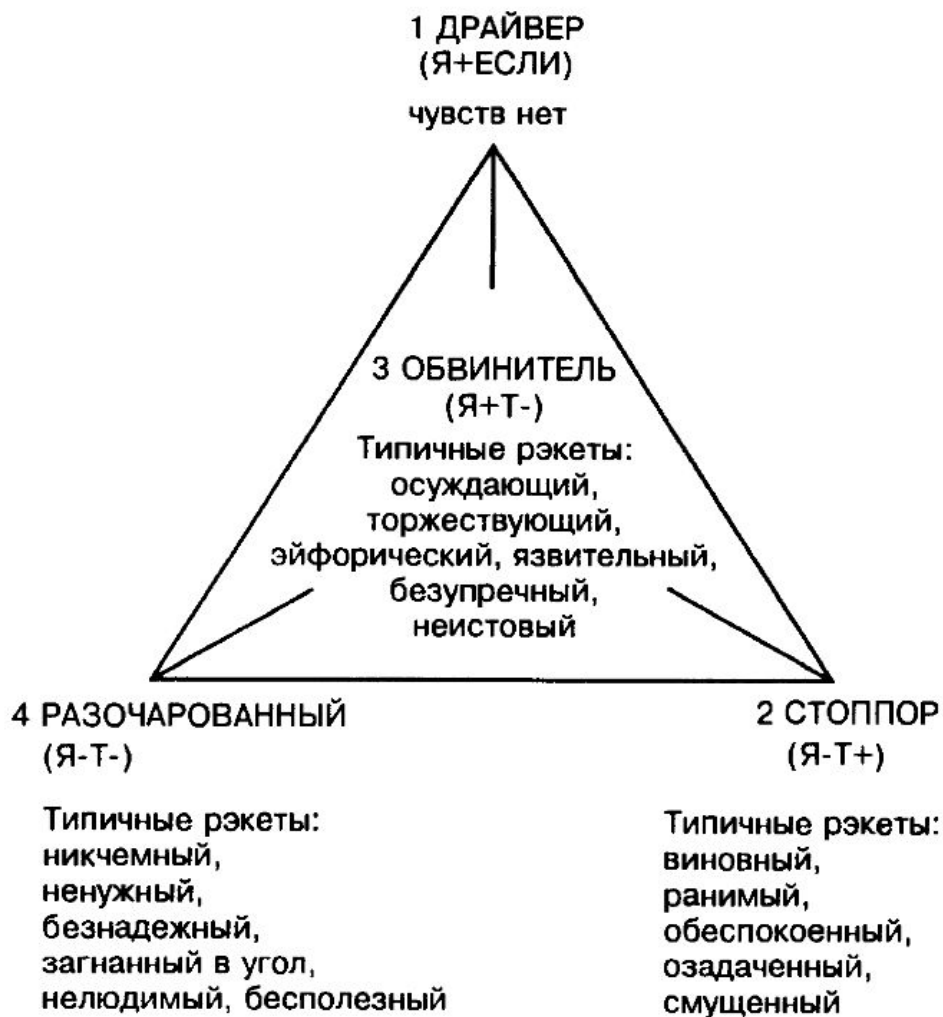 1 ДРАЙВЕР
(Я+ЕСЛИ)
чувств нет
3 ОБВИНИТЕЛЬ
(Я+Т-)
Типичные рэкеты:
осуждающий,
торжествующий,
эйфорический, язвительный,
безупречный,
неистовый
4 РАЗОЧАРОВАННЫЙ
(Я-Т-)
Типичные рэкеты:
никчемный,
ненужный,
безнадежный,
загнанный в угол,
нелюдимый, бесполезный
2 СТОППОР
(Я-Т+)
Типичные рэкеты:
виновный,
ранимый,
обеспокоенный,
озадаченный,
смущенный